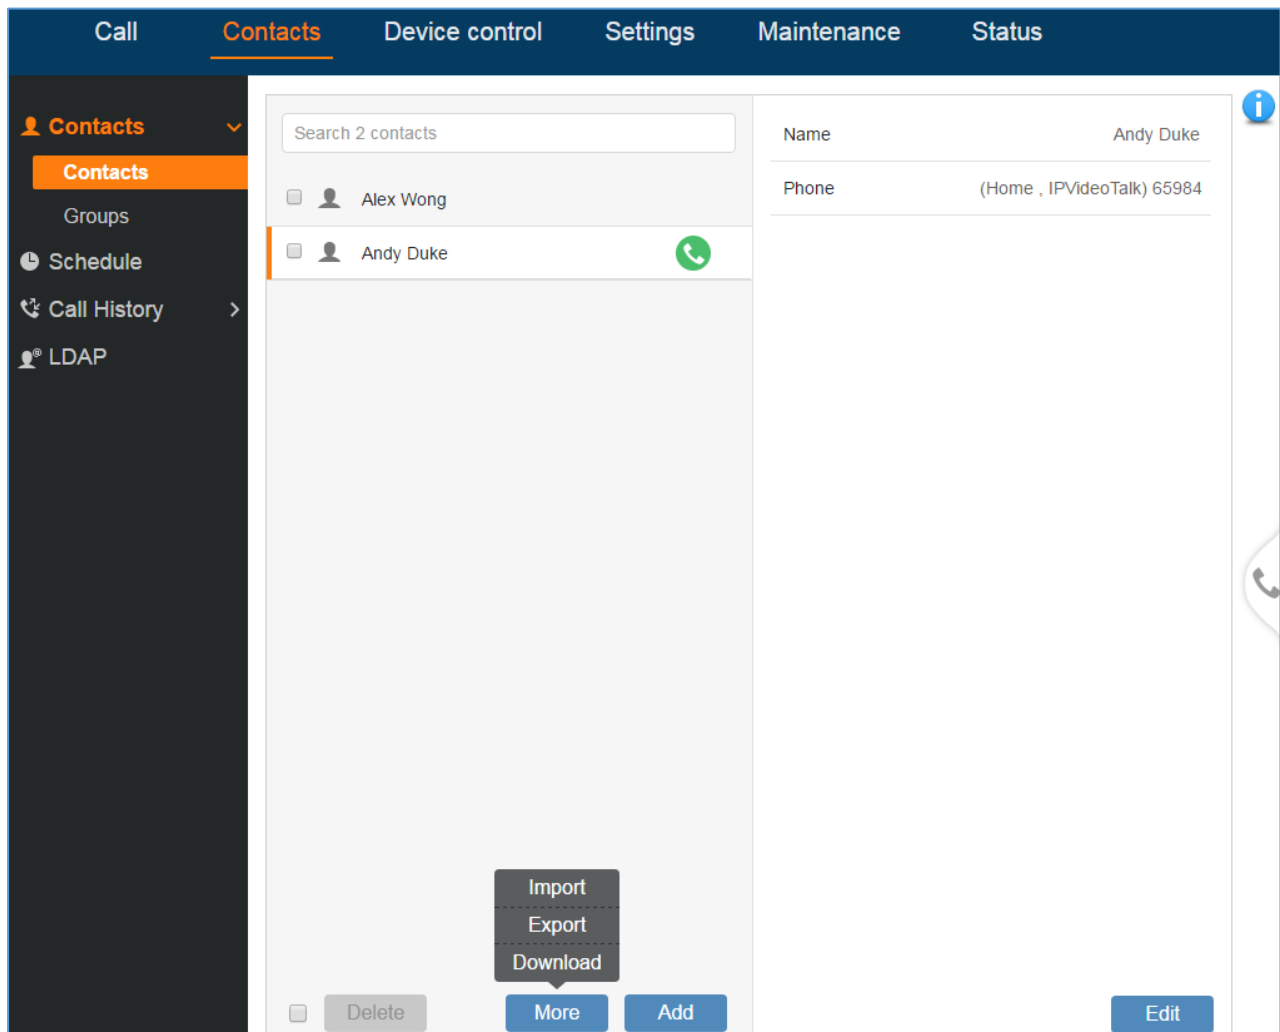 Call Contacts Device control Settings Maintenance Status
Contacts
Contacts
Groups
Schedule
Call History
LDAP
Search 2 contacts
Alex Wong
Andy Duke
Import
Export
Download
Delete More Add
Name Andy Duke
Phone (Home , IPVideoTalk) 65984
Edit